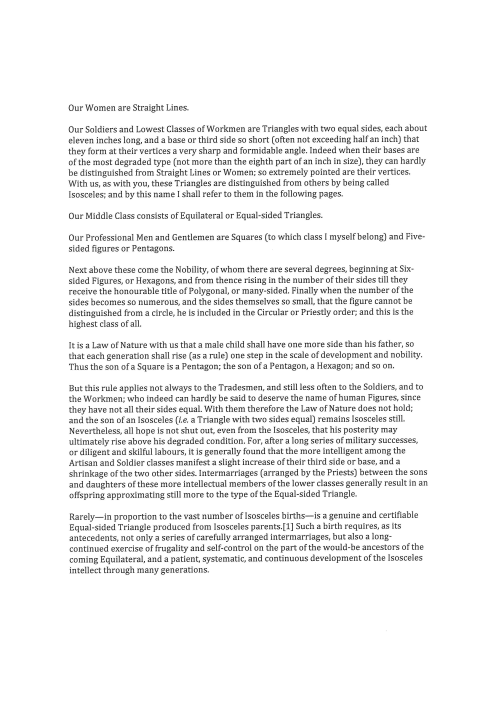 Our Women are Straight Lines.
Our Soldiers and Lowest Classes of Workmen are Triangles with two equal sides, each about
eleven inches long, and a base or third side so short (often not exceeding half an inch) that
they form at their vertices a very sharp and formidable angle. Indeed when their bases are
of the most degraded type (not more than the eighth part of an inch in size), they can hardly
be distinguished from Straight Lines or Women; so extremely pointed are their vertices.
With us, as with you, these Triangles are distinguished from others by being called
Isosceles; and by this name I shall refer to them in the following pages.
Our Middle Class consists of Equilateral or Equal-sided Triangles.
Our Professional Men and Gentlemen are Squares (to which class I myself belong) and Five-
sided figures or Pentagons.
Next above these come the Nobility, of whom there are several degrees, beginning at Six-
sided Figures, or Hexagons, and from thence rising in the number of their sides till they
receive the honourable title of Polygonal, or many-sided. Finally when the number of the
sides becomes so numerous, and the sides themselves so small, that the figure cannot be
distinguished from a circle, he is included in the Circular or Priestly order; and this is the
highest class of all.
It is a Law of Nature with us that a male child shall have one more side than his father, so
that each generation shall rise (as a rule) one step in the scale of development and nobility.
Thus the son of a Square is a Pentagon; the son of a Pentagon, a Hexagon; and so on.
But this rule applies not always to the Tradesmen, and still less often to the Soldiers, and to
the Workmen; who indeed can hardly be said to deserve the name of human Figures, since
they have not all their sides equal. With them therefore the Law of Nature does not hold;
and the son of an Isosceles (i.e. a Triangle with two sides equal) remains Isosceles still.
Nevertheless, all hope is not shut out, even from the Isosceles, that his posterity may
ultimately rise above his degraded condition. For, after a long series of military successes,
or diligent and skilful labours, it is generally found that the more intelligent among the
Artisan and Soldier classes manifest a slight increase of their third side or base, and a
shrinkage of the two other sides. Intermarriages (arranged by the Priests) between the sons
and daughters of these more intellectual members of the lower classes generally result in an
offspring approximating still more to the type of the Equal-sided Triangle.
Rarely—in proportion to the vast number of Isosceles births—is a genuine and certifiable
Equal-sided Triangle produced from Isosceles parents.[1] Such a birth requires, as its
antecedents, not only a series of carefully arranged intermarriages, but also a long-
continued exercise of frugality and self-control on the part of the would-be ancestors of the
coming Equilateral, and a patient, systematic, and continuous development of the Isosceles
intellect through many generations.